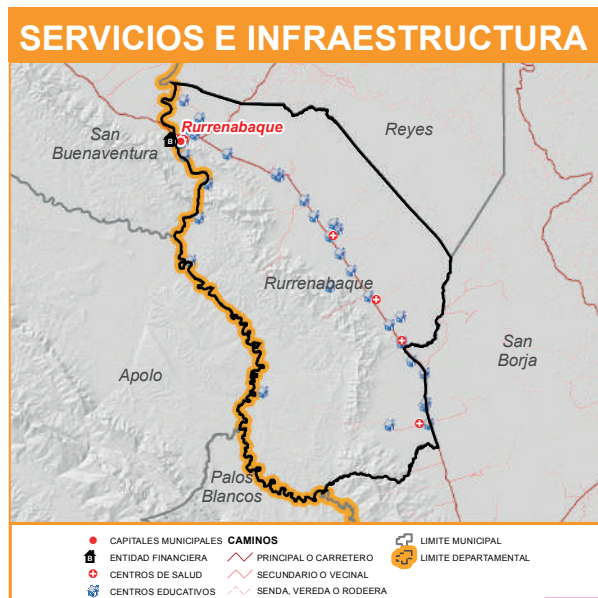 SERVICIOS E INFRAESTRUCTURA
Rurrenabaque
San
Buenaventura
B
Reyes
Rurrenabaque
San
Borja
Apolo
Palos
Blancos
CAPITALES MUNICIPALES
B ENTIDAD FINANCIERA
CENTROS DE SALUD
CENTROS EDUCATIVOS
CAMINOS
PRINCIPAL O CARRETERO
SECUNDARIO O VECINAL
SENDA, VEREDA O RODEERA
LIMITE MUNICIPAL
LIMITE DEPARTAMENTAL